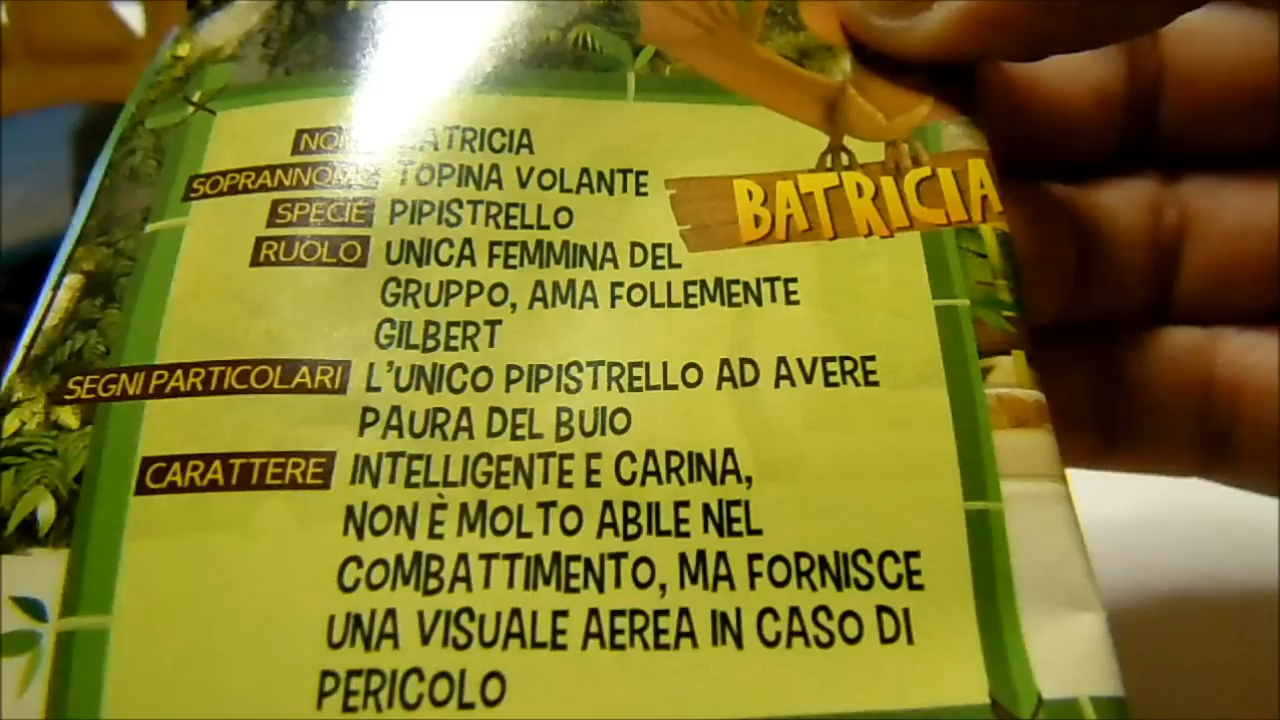 BATRICIA
SOPRANNOME TOPINA VOLANTE
SPECIE PIPISTRELLO
RUOLO UNICA FEMMINA DEL
GRUPPO, AMA FOLLEMENTE
GILBERT
SEGNI PARTICOLARI L'UNICO PIPISTRELLO AD AVERE
PAURA DEL BUIO
CARATTERE INTELLIGENTE E CARINA,
NON È MOLTO ABILE NEL
COMBATTIMENTO, MA FORNISCE
UNA VISUALE AEREA IN CASO DI
PERICOLO